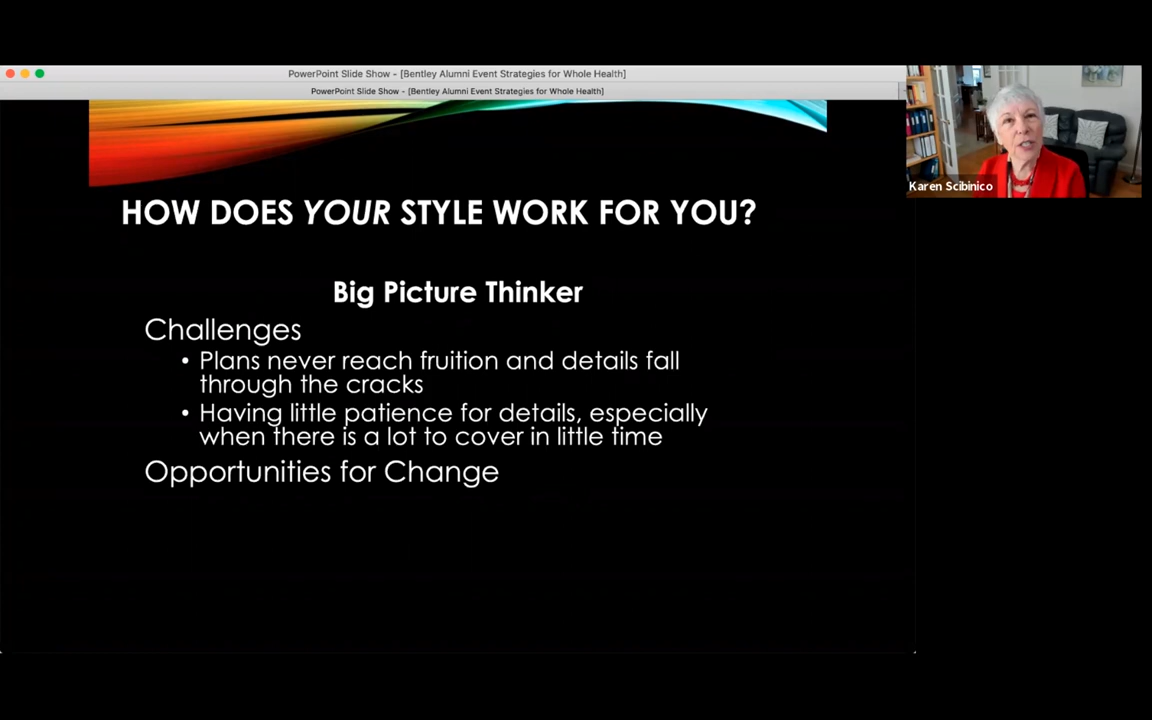 PowerPoint Slide Show - [Bentley Alumni Event Strategies for Whole Health]
PowerPoint Slide Show - [Bentley Alumni Event Strategies for Whole Health]
Karen Scibinico
HOW DOES YOUR STYLE WORK FOR YOU?
Big Picture Thinker
Challenges
• Plans never reach fruition and details fall
through the cracks
• Having little patience for details, especially
when there is a lot to cover in little time
Opportunities for Change